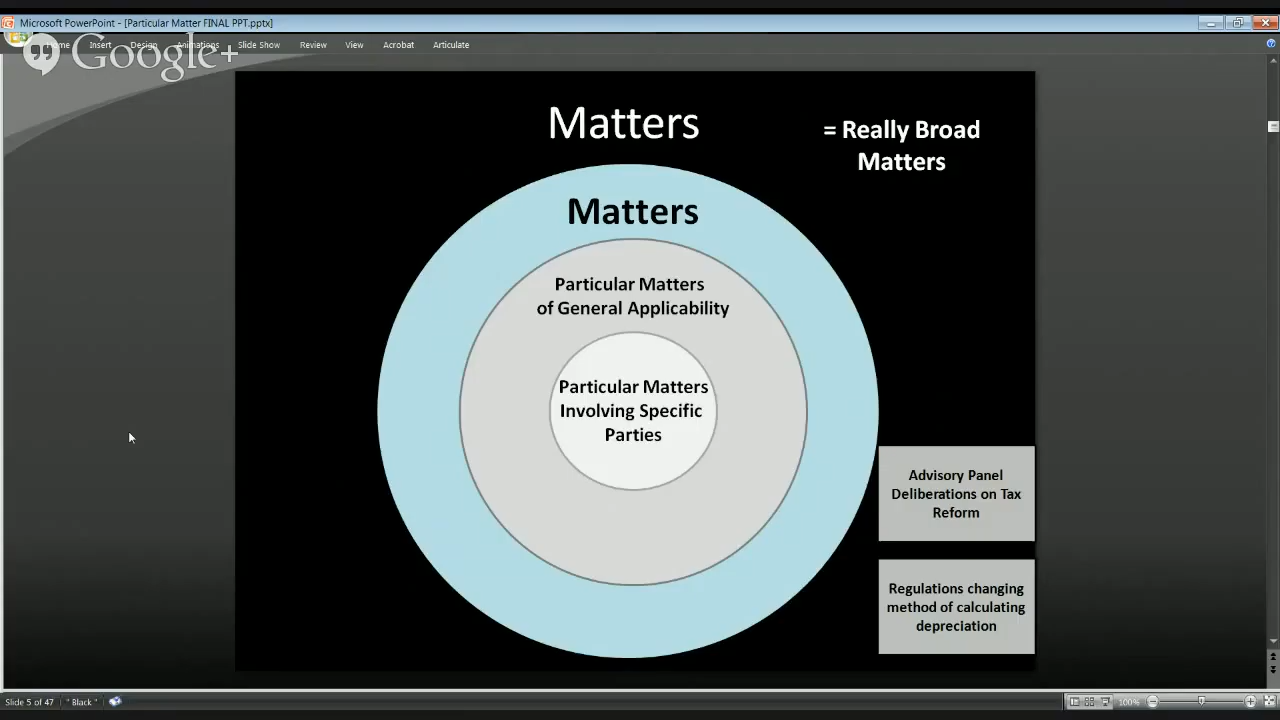 Microsoft PowerPoint - [Particular Matter FINAL PPT.pptx]
Home Insert Design Animations Slide Show Review View Acrobat Articulate
Google+
Matters
= Really Broad
Matters
Matters
Particular Matters
of General Applicability
Particular Matters
Involving Specific
Parties
Advisory Panel
Deliberations on Tax
Reform
Regulations changing
method of calculating
depreciation
Slide 5 of 47 "Black" 100%